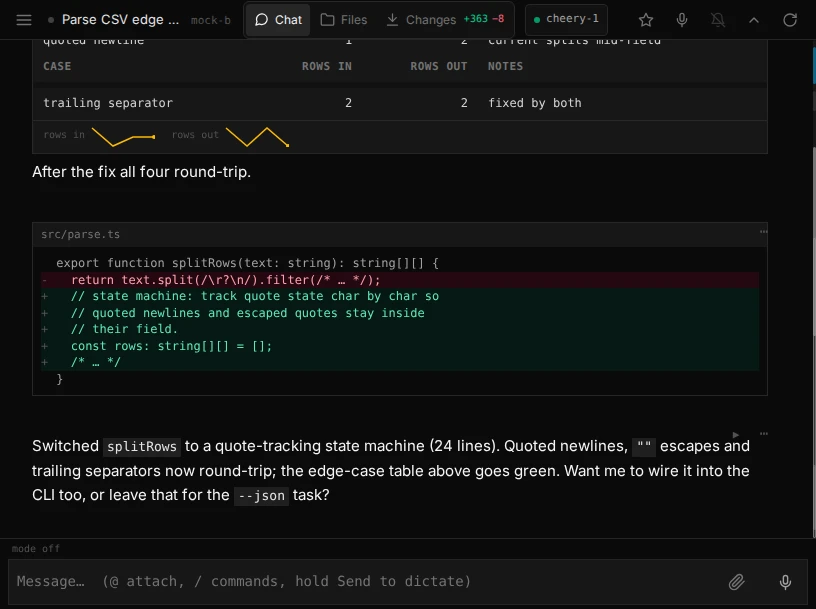 Parse CSV edge … mock-b Chat Files Changes +363 −8 cheery-1
quoted newline 1 2 current splits mid-field
CASE ROWS IN ROWS OUT NOTES
trailing separator 2 2 fixed by both
rows in rows out
After the fix all four round-trip.
src/parse.ts
export function splitRows(text: string): string[][] {
- return text.split(/\r?\n/).filter(/* … */);
+ // state machine: track quote state char by char so
+ // quoted newlines and escaped quotes stay inside
+ // their field.
+ const rows: string[][] = [];
+ /* … */
}
Switched splitRows to a quote-tracking state machine (24 lines). Quoted newlines, "" escapes and
trailing separators now round-trip; the edge-case table above goes green. Want me to wire it into the
CLI too, or leave that for the --json task?
mode off
Message… (@ attach, / commands, hold Send to dictate)